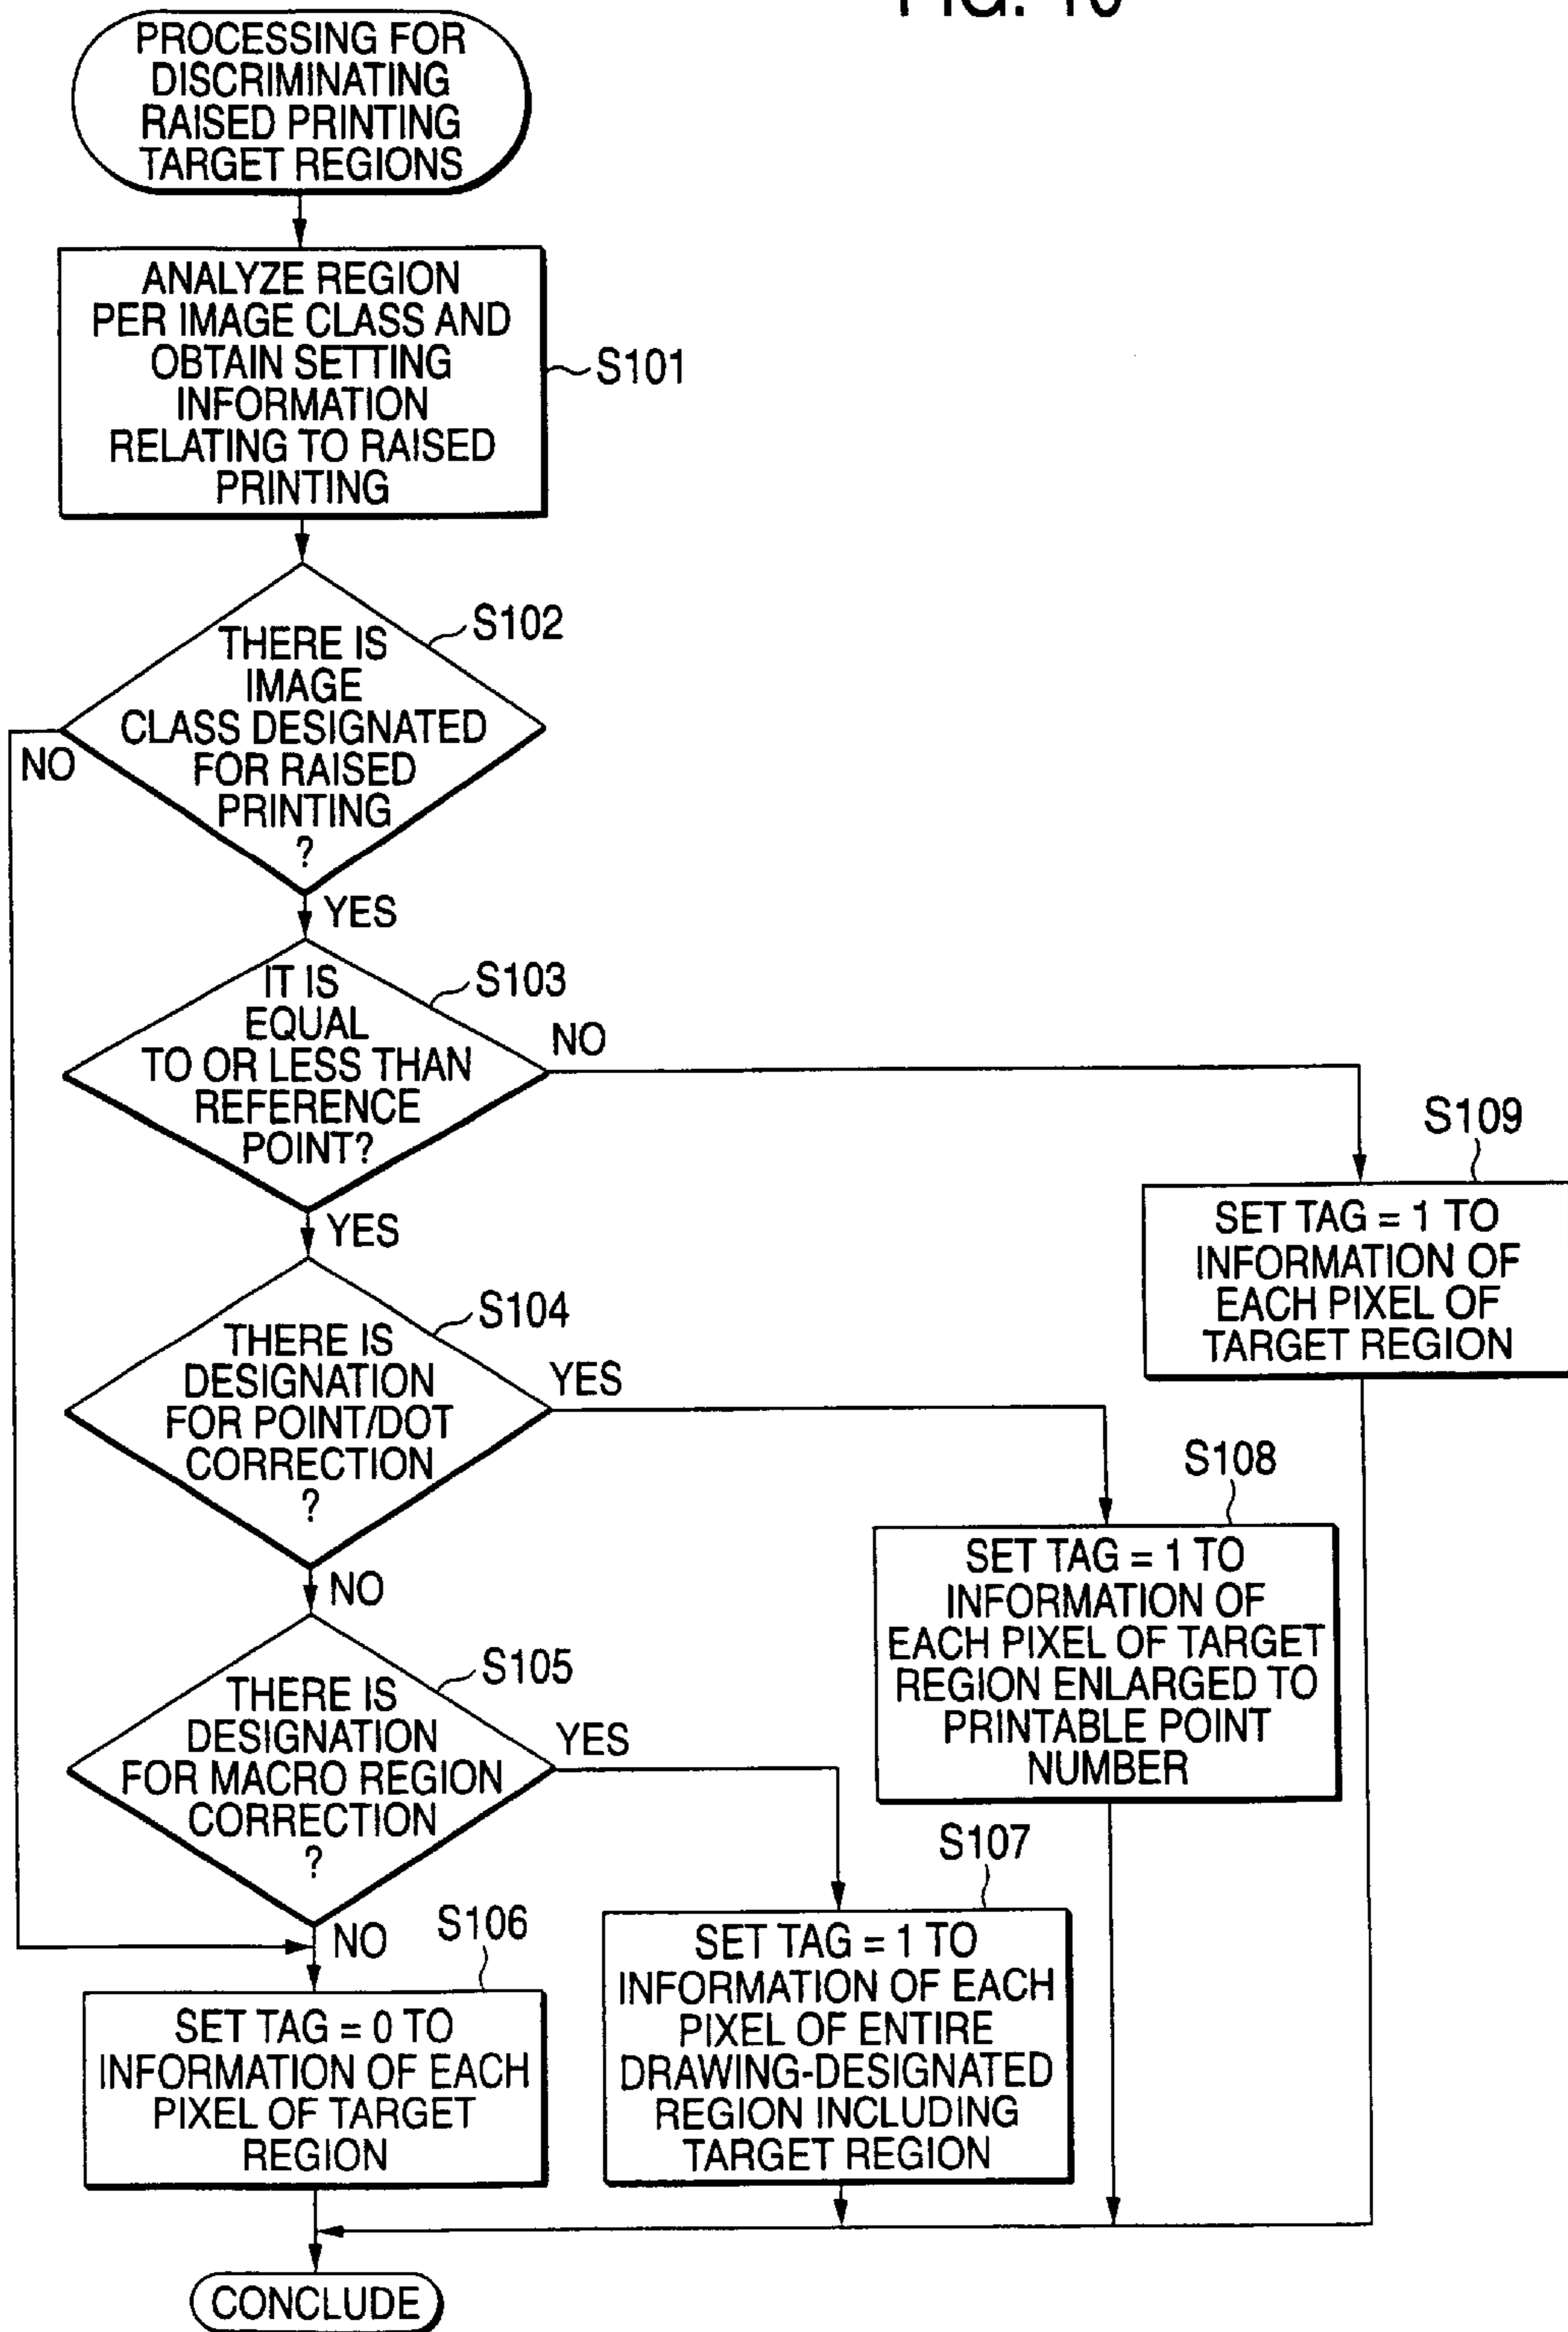 PROCESSING FOR
DISCRIMINATING
RAISED PRINTING
TARGET REGIONS
ANALYZE REGION
PER IMAGE CLASS AND
OBTAIN SETTING
INFORMATION
RELATING TO RAISED
PRINTING
S101
S102
THERE IS
IMAGE
CLASS DESIGNATED
FOR RAISED
PRINTING
?
NO
YES
S103
IT IS
EQUAL
TO OR LESS THAN
REFERENCE
POINT?
NO
YES
S109
SET TAG = 1 TO
INFORMATION OF
EACH PIXEL OF
TARGET REGION
S104
THERE IS
DESIGNATION
FOR POINT/DOT
CORRECTION
?
YES
NO
S108
SET TAG = 1 TO
INFORMATION OF
EACH PIXEL OF TARGET
REGION ENLARGED TO
PRINTABLE POINT
NUMBER
S105
THERE IS
DESIGNATION
FOR MACRO REGION
CORRECTION
?
YES
NO
S107
SET TAG = 1 TO
INFORMATION OF EACH
PIXEL OF ENTIRE
DRAWING-DESIGNATED
REGION INCLUDING
TARGET REGION
S106
SET TAG = 0 TO
INFORMATION OF EACH
PIXEL OF TARGET
REGION
CONCLUDE